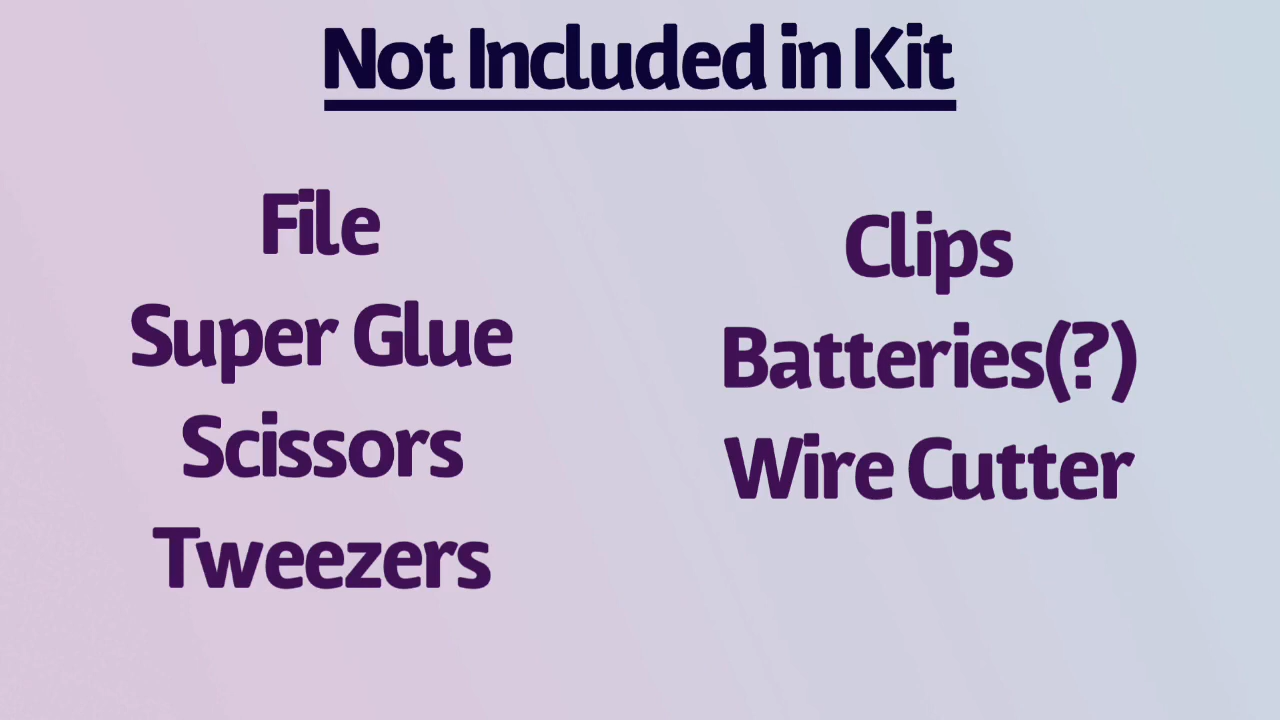 Not Included in Kit
File
Super Glue
Scissors
Tweezers
Clips
Batteries(?)
Wire Cutter